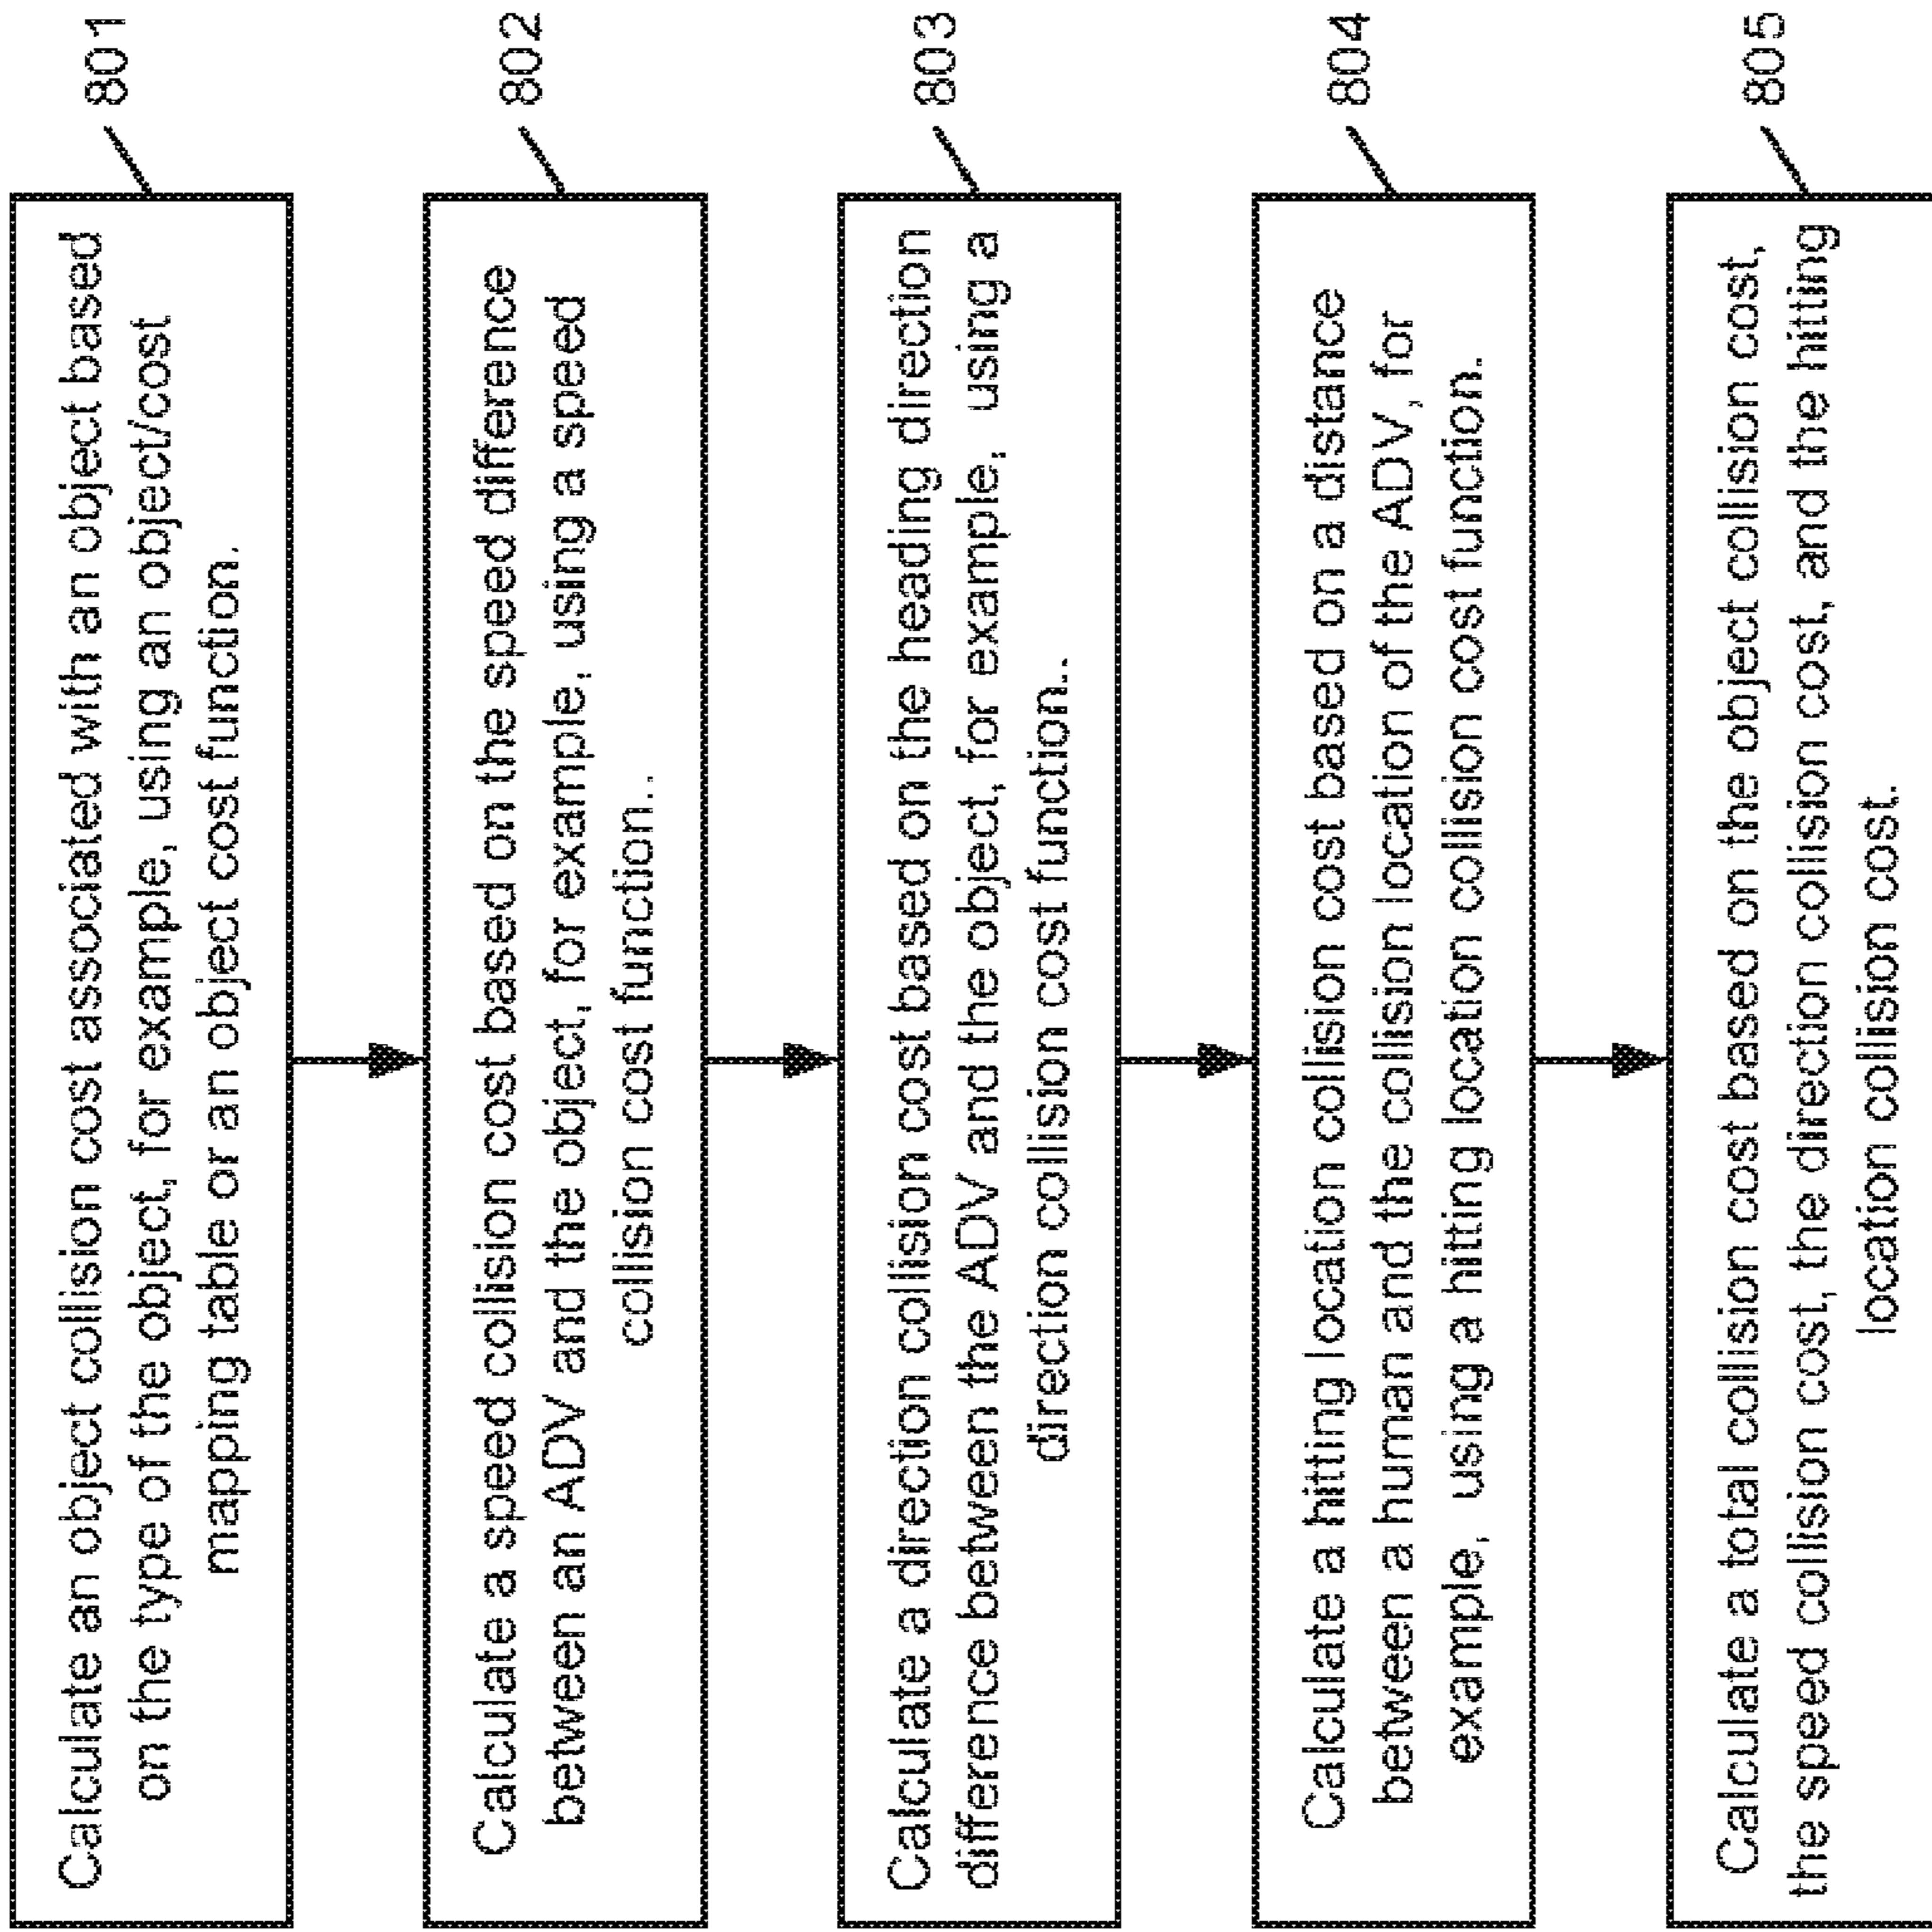 Calculate an object collision cost associated with an object based
on the type of the object, for example, using an object/cost
mapping table or an object cost function.
801
Calculate a speed collision cost based on the speed difference
between an ADV and the object, for example, using a speed
collision cost function..
802
Calculate a direction collision cost based on the heading direction
difference between the ADV and the object, for example, using a
direction collision cost function..
803
Calculate a hitting location collision cost based on a distance
between a human and the collision location of the ADV, for
example, using a hitting location collision cost function.
804
Calculate a total collision cost based on the object collision cost,
the speed collision cost, the direction collision cost, and the hitting
location collision cost.
805